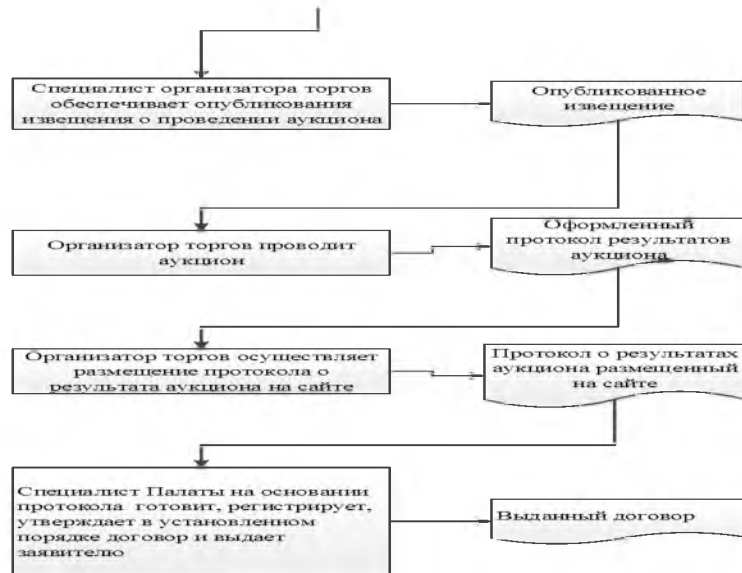 Специалист организатора торгов
обеспечивает опубликования
извещения о проведении аукциона
Опубликованное
извещение
Организатор торгов проводит
аукцион
Оформленный
протокол результатов
аукциона
Организатор торгов осуществляет
размещение протокола о
результата аукциона на сайте
Протокол о результатах
аукциона размещенный
на сайте
Специалист Палаты на основании
протокола готовит, регистрирует,
утверждает в установленном
порядке договор и выдает
заявителю
Выданный договор